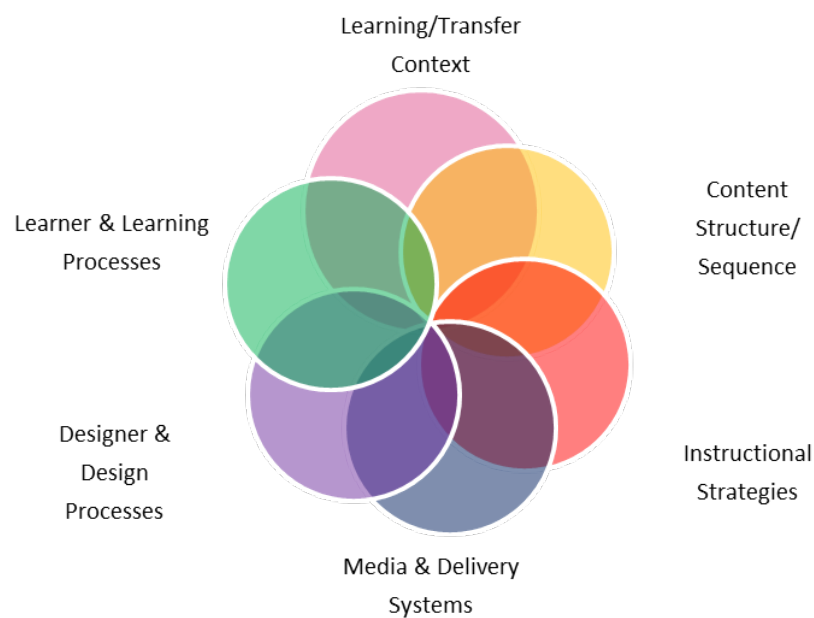 Learning/Transfer
Context
Content
Structure/
Sequence
Learner & Learning
Processes
Instructional
Strategies
Designer &
Design
Processes
Media & Delivery
Systems